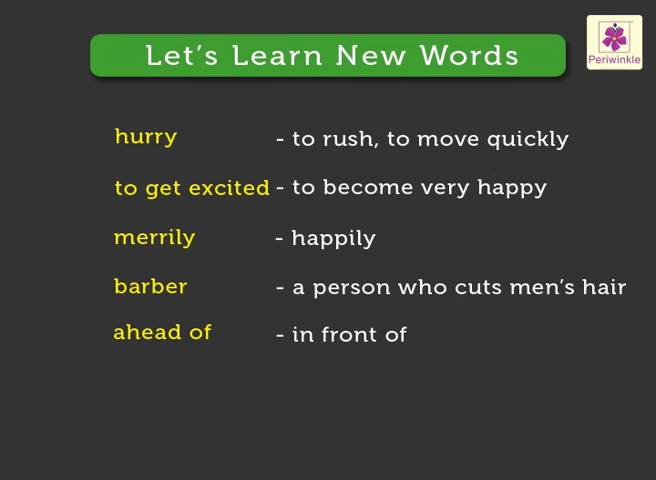 Let's Learn New Words
Periwinkle
hurry - to rush, to move quickly
to get excited - to become very happy
merrily - happily
barber - a person who cuts men's hair
ahead of - in front of